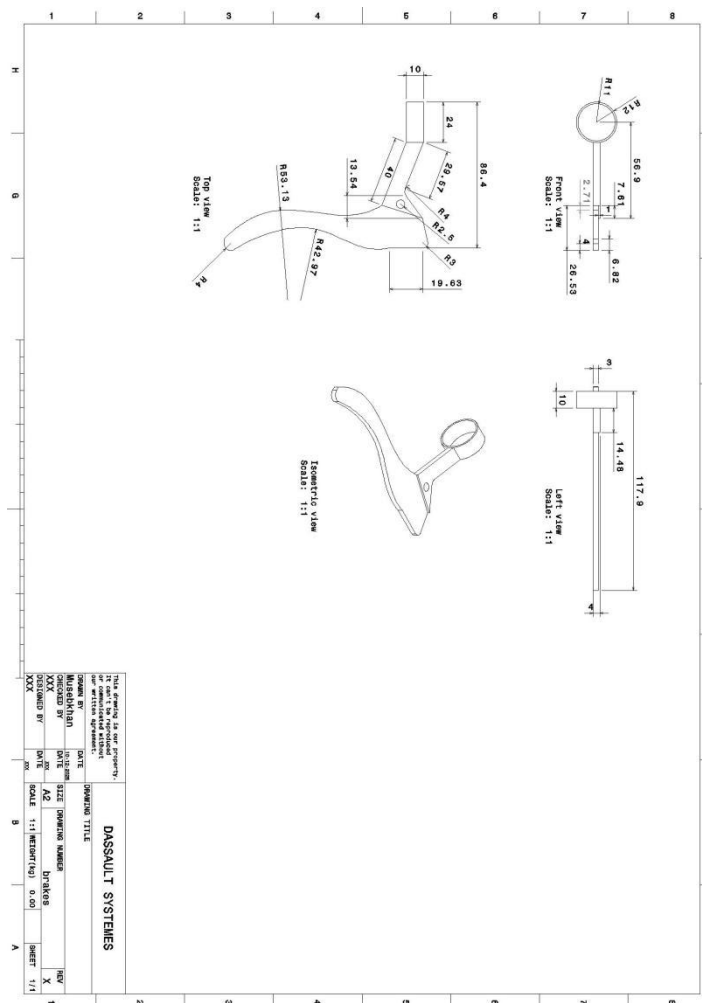 1 2 3 4 5 6 7 8
H
G
B
A
10
24
86.4
29.57
40
13.54
R4
R2.5
R3
R53.13
R42.97
R4
19.63
Top view
Scale: 1:1
R11
R12
56.9
7.61
1
2.71
4
6.82
26.53
Front view
Scale: 1:1
3
10
14.48
117.9
4
Left view
Scale: 1:1
Isometric view
Scale: 1:1
This drawing is our property.
It can't be reproduced
or communicated without
our written agreement.
DASSAULT SYSTEMES
DRAWN BY DATE
Musebkhan
CHECKED BY DATE
XXX XXX
DESIGNED BY DATE
XXX XXX
DRAWING TITLE
SIZE DRAWING NUMBER REV
A2 brakes X
SCALE 1:1 WEIGHT(kg) 0.00 SHEET 1/1